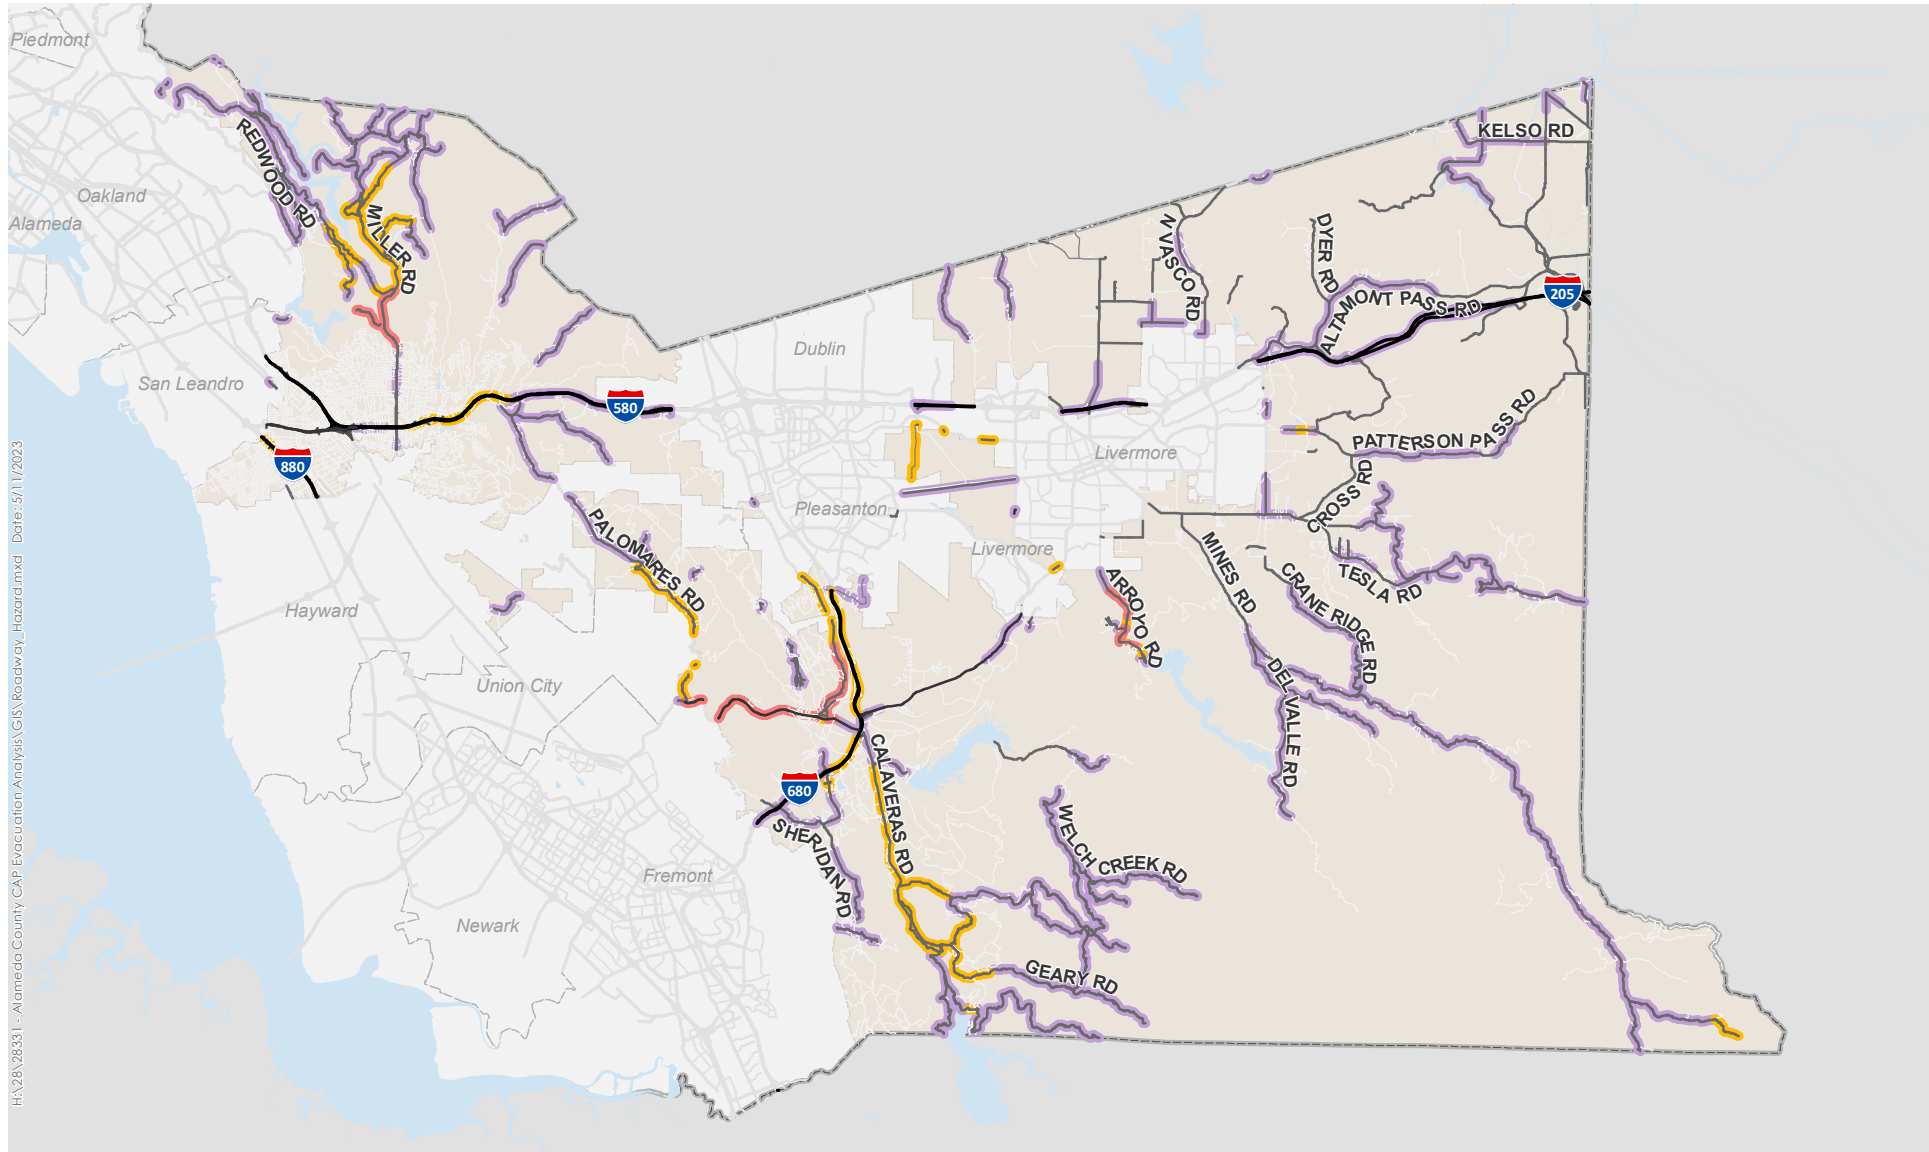 Piedmont
Oakland
Alameda
REDWOOD RD
MILLER RD
San Leandro
880
580
Dublin
Pleasanton
Livermore
Livermore
N VASCO RD
DYER RD
KELSO RD
ALTAMONT PASS RD
205
PATTERSON PASS RD
CROSS RD
TESLA RD
MINES RD
CRANE RIDGE RD
DEL VALLE RD
ARROYO RD
PALOMARES RD
Hayward
Union City
680
SHERIDAN RD
CALAVERAS RD
WELCH CREEK RD
GEARY RD
Fremont
Newark
H:\28\28331 - Alameda County CAP Evacuation Analysis\GIS\Roadway_Hazard.mxd Date: 5/11/2023